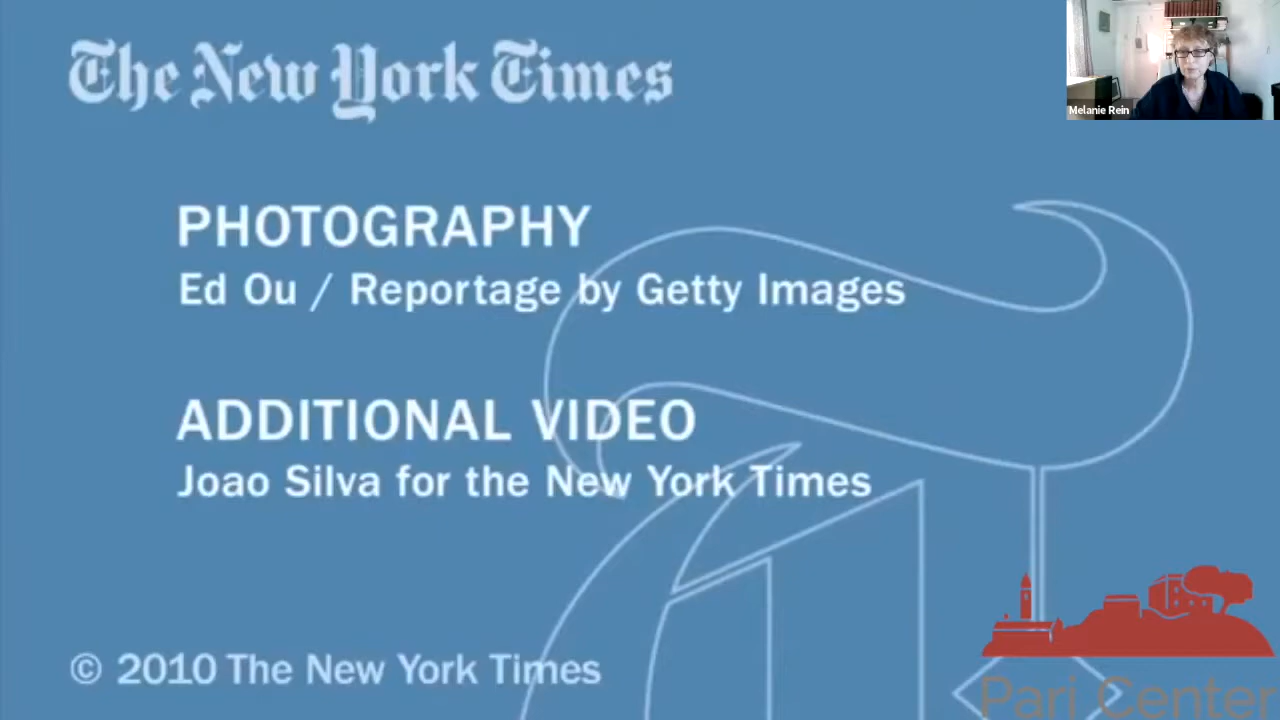 The New York Times
Melanie Rein
PHOTOGRAPHY
Ed Ou / Reportage by Getty Images
ADDITIONAL VIDEO
Joao Silva for the New York Times
© 2010 The New York Times
Pari Center